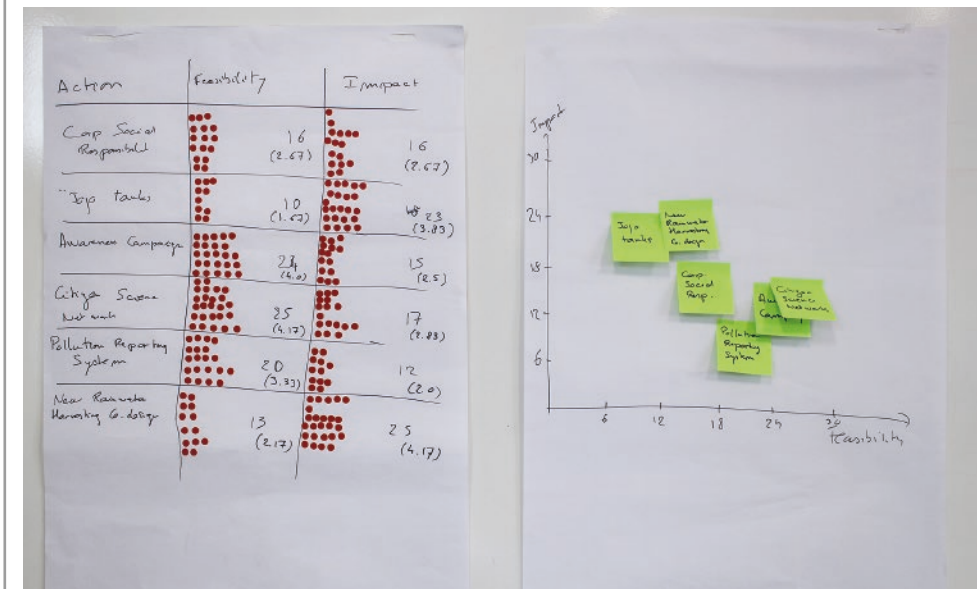 Action Feasibility Impact
Corp Social
Responsibilit
16
(2.67)
16
(2.67)
Jojo tanks
10
(1.67)
23
(3.83)
Awareness Campaign
24
(4.0)
15
(2.5)
Citizen Science
Network
25
(4.17)
17
(2.83)
Pollution Reporting
System
20
(3.33)
12
(2.0)
New Rainwater
Harvesting Co. design
13
(2.17)
25
(4.17)
Impact
30
24
18
12
6
6 12 18 24 30
feasibility
Jojo
tanks
New
Rainwater
Harvesting
Co. design
Corp.
Social
Resp.
Citizen
Science
Network
Pollution
Reporting
System